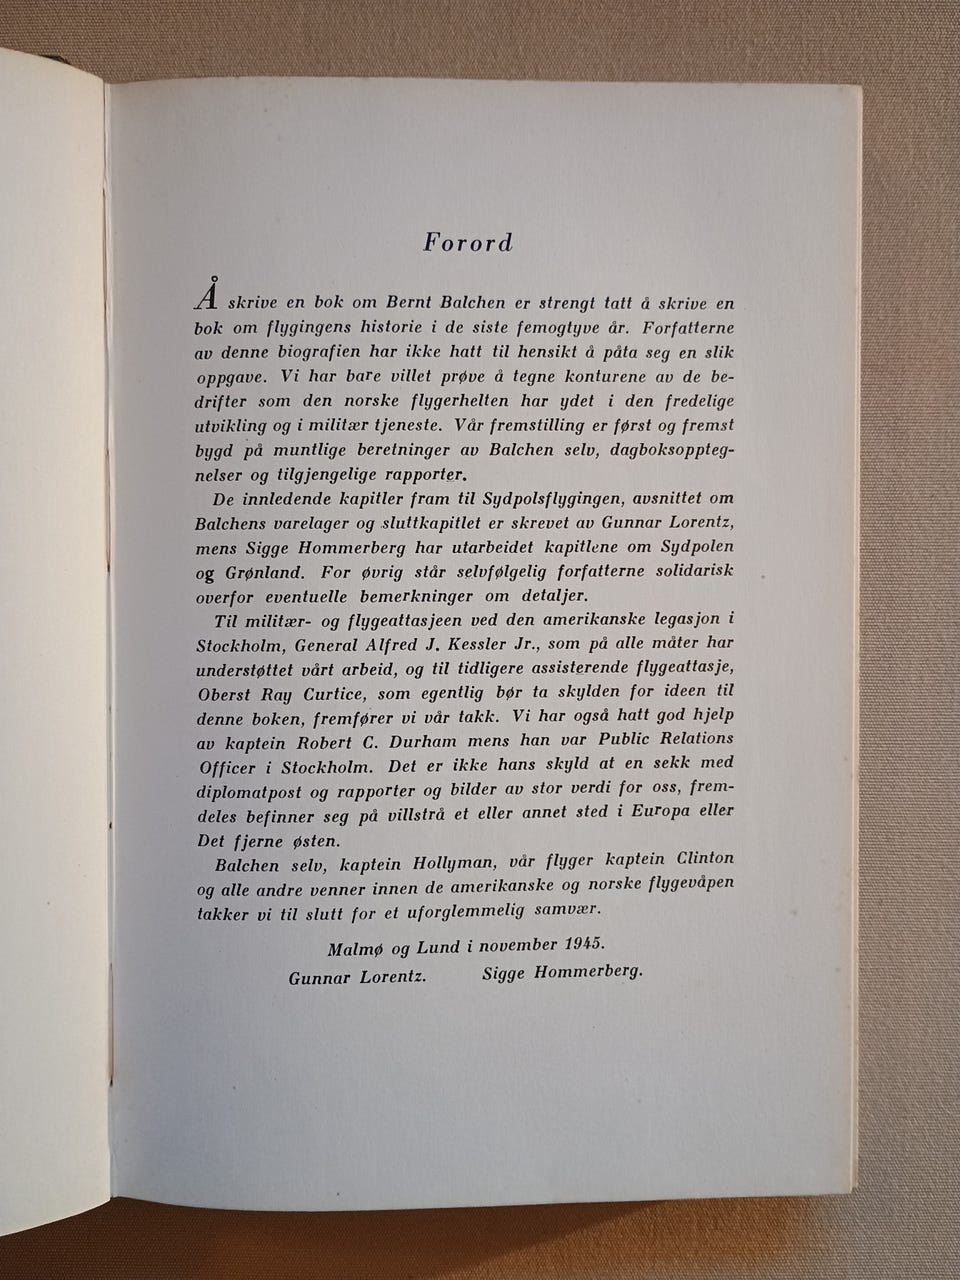 Forord
Å skrive en bok om Bernt Balchen er strengt tatt å skrive en
bok om flygingens historie i de siste femogtyve år. Forfatterne
av denne biografien har ikke hatt til hensikt å påta seg en slik
oppgave. Vi har bare villet prøve å tegne konturene av de be-
drifter som den norske flygerhelten har ydet i den fredelige
utvikling og i militær tjeneste. Vår fremstilling er først og fremst
bygd på muntlige beretninger av Balchen selv, dagboksoppteg-
nelser og tilgjengelige rapporter.
De innledende kapitler fram til Sydpolsflygingen, avsnittet om
Balchens varelager og sluttkapitlet er skrevet av Gunnar Lorentz,
mens Sigge Hommerberg har utarbeidet kapitlene om Sydpolen
og Grønland. For øvrig står selvfølgelig forfatterne solidarisk
overfor eventuelle bemerkninger om detaljer.
Til militær- og flygeattasjeen ved den amerikanske legasjon i
Stockholm, General Alfred J. Kessler Jr., som på alle måter har
understøttet vårt arbeid, og til tidligere assisterende flygeattasje,
Oberst Ray Curtice, som egentlig bør ta skylden for ideen til
denne boken, fremfører vi vår takk. Vi har også hatt god hjelp
av kaptein Robert C. Durham mens han var Public Relations
Officer i Stockholm. Det er ikke hans skyld at en sekk med
diplomatpost og rapporter og bilder av stor verdi for oss, frem-
deles befinner seg på villstrå et eller annet sted i Europa eller
Det fjerne østen.
Balchen selv, kaptein Hollyman, vår flyger kaptein Clinton
og alle andre venner innen de amerikanske og norske flygevåpen
takker vi til slutt for et uforglemmelig samvær.
Malmø og Lund i november 1945.
Gunnar Lorentz. Sigge Hommerberg.